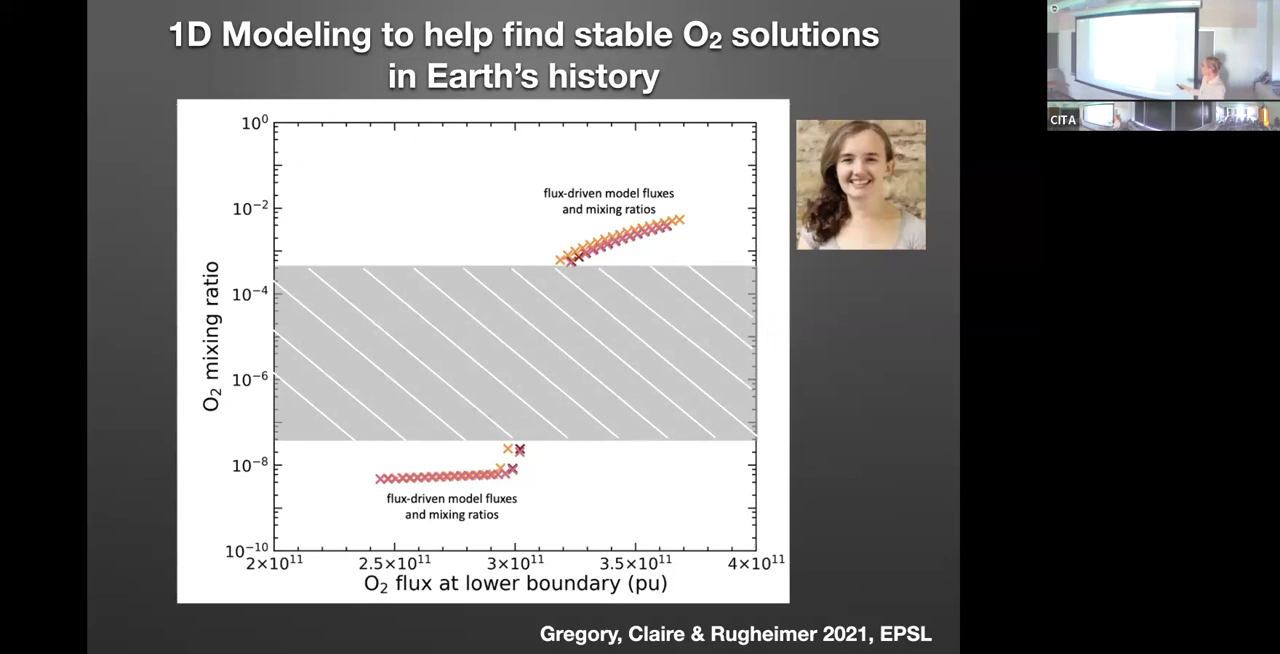 1D Modeling to help find stable O₂ solutions
in Earth's history
10⁰
10⁻²
10⁻⁴
10⁻⁶
10⁻⁸
10⁻¹⁰
O₂ mixing ratio
flux-driven model fluxes
and mixing ratios
flux-driven model fluxes
and mixing ratios
2×10¹¹ 2.5×10¹¹ 3×10¹¹ 3.5×10¹¹ 4×10¹¹
O₂ flux at lower boundary (pu)
Gregory, Claire & Rugheimer 2021, EPSL
CITA